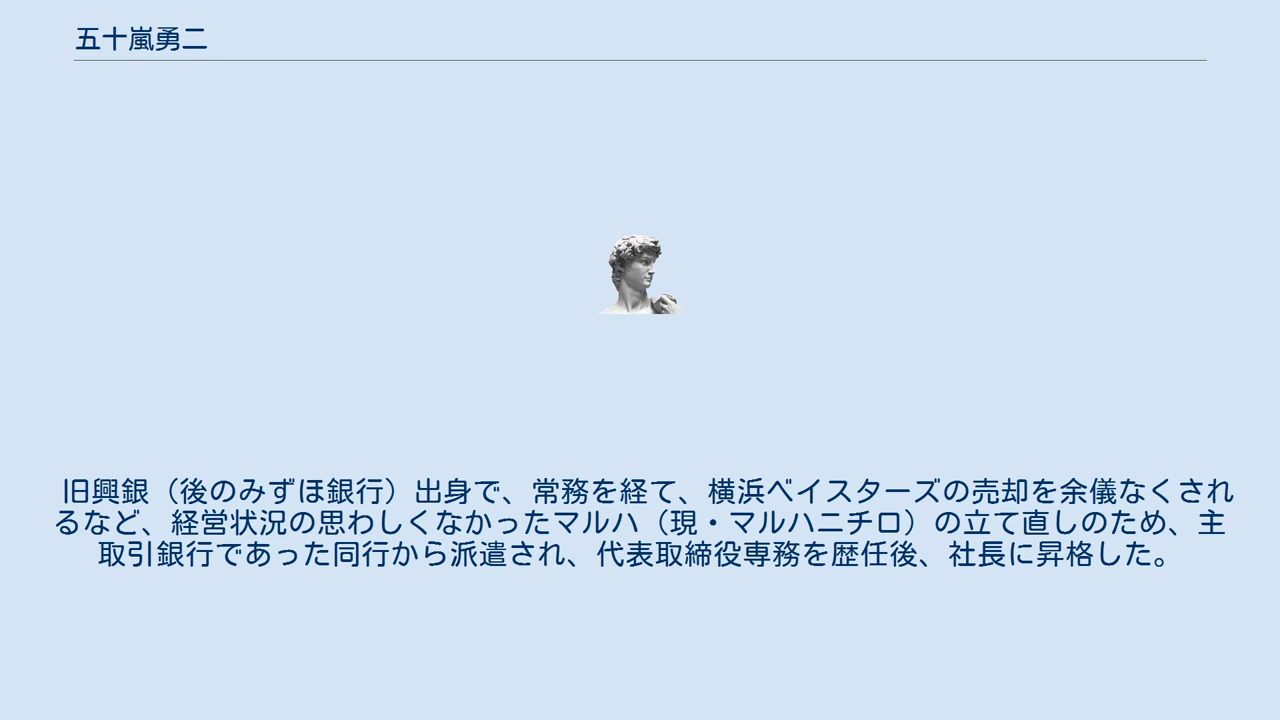 五十嵐勇二
旧興銀（後のみずほ銀行）出身で、常務を経て、横浜ベイスターズの売却を余儀なくされ
るなど、経営状況の思わしくなかったマルハ（現・マルハニチロ）の立て直しのため、主
取引銀行であった同行から派遣され、代表取締役専務を歴任後、社長に昇格した。